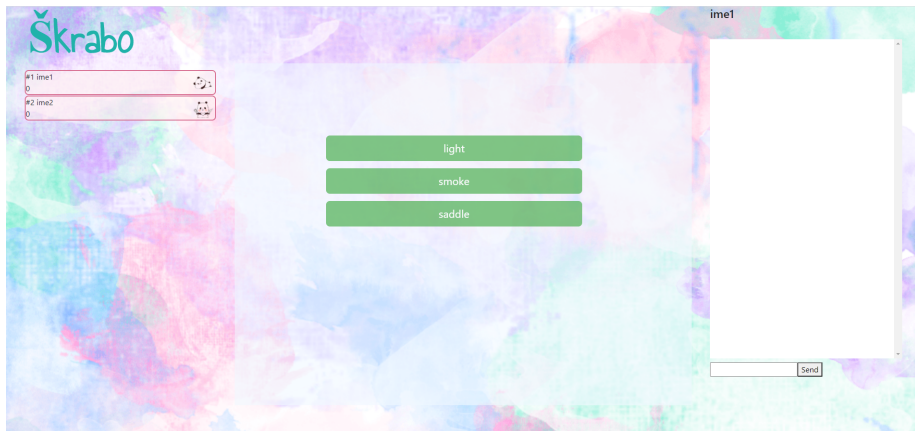 Škrabo
ime1
#1 ime1
0
#2 ime2
0
light
smoke
saddle
Send